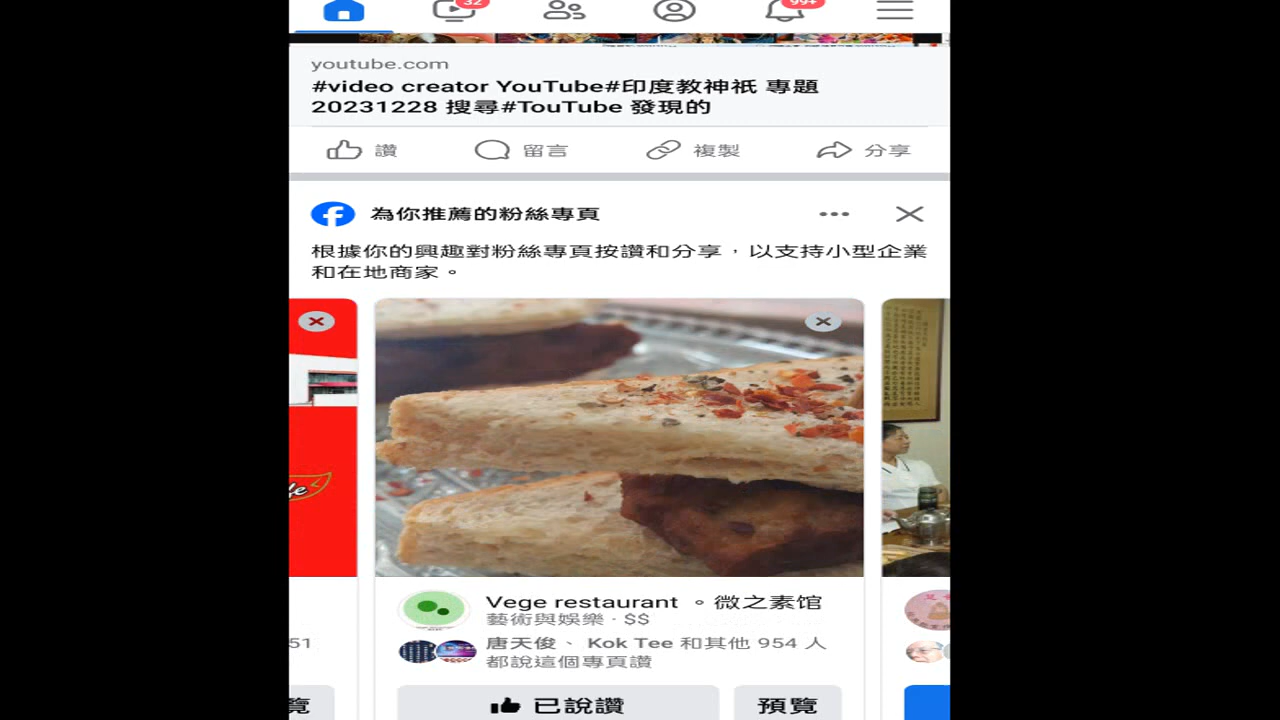 32
99+
youtube.com
#video creator YouTube#印度教神祇 專題
20231228 搜尋#TouTube 發現的
讚 留言 複製 分享
為你推薦的粉絲專頁
根據你的興趣對粉絲專頁按讚和分享，以支持小型企業
和在地商家。
Vege restaurant 。微之素馆
藝術與娛樂 · $$
51
唐天俊、 Kok Tee 和其他 954 人
都說這個專頁讚
覽
已說讚
預覽